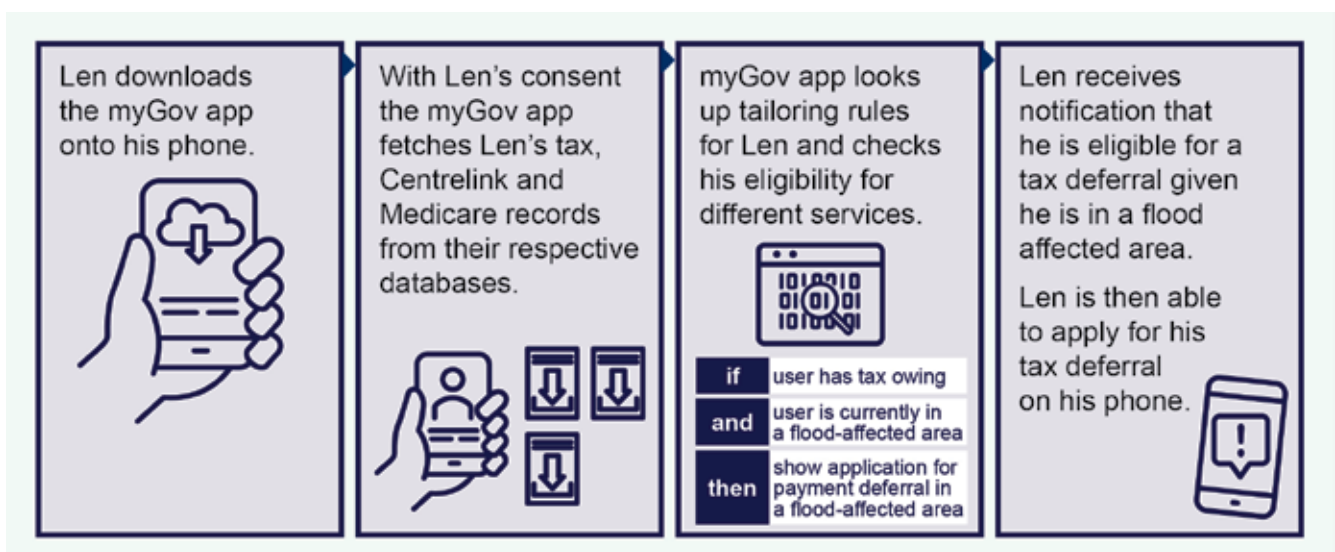 Len downloads
the myGov app
onto his phone.
With Len's consent
the myGov app
fetches Len's tax,
Centrelink and
Medicare records
from their respective
databases.
myGov app looks
up tailoring rules
for Len and checks
his eligibility for
different services.
101010
010101
1010001
if user has tax owing
and user is currently in
a flood-affected area
then show application for
payment deferral in
a flood-affected area
Len receives
notification that
he is eligible for a
tax deferral given
he is in a flood
affected area.
Len is then able
to apply for his
tax deferral
on his phone.
!